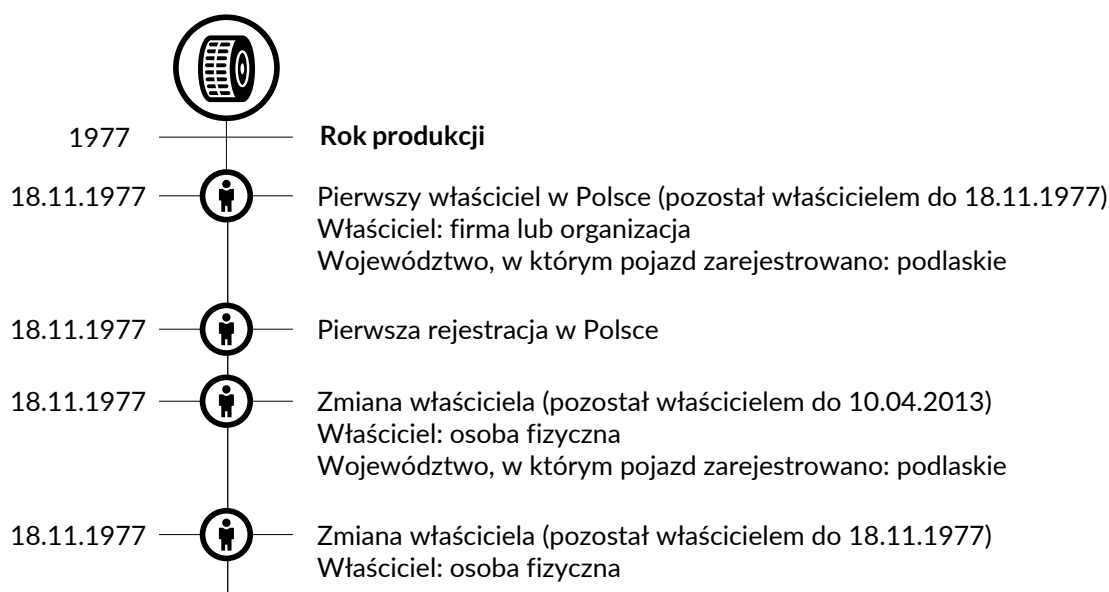 1977 Rok produkcji
18.11.1977 Pierwszy właściciel w Polsce (pozostał właścicielem do 18.11.1977)
Właściciel: firma lub organizacja
Województwo, w którym pojazd zarejestrowano: podlaskie
18.11.1977 Pierwsza rejestracja w Polsce
18.11.1977 Zmiana właściciela (pozostał właścicielem do 10.04.2013)
Właściciel: osoba fizyczna
Województwo, w którym pojazd zarejestrowano: podlaskie
18.11.1977 Zmiana właściciela (pozostał właścicielem do 18.11.1977)
Właściciel: osoba fizyczna